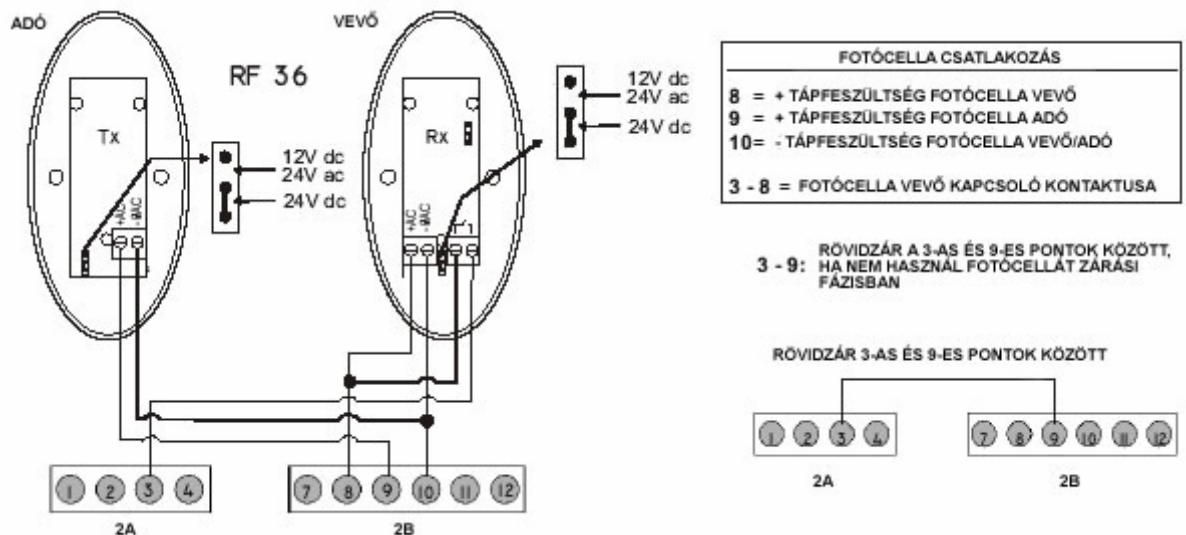 ADÓ
VEVŐ
RF 36
Tx
12V dc
24V ac
24V dc
+AC
Rx
12V dc
24V ac
24V dc
+AC
FOTÓCELLA CSATLAKOZÁS
8 = + TÁPFESZÜLTSÉG FOTÓCELLA VEVŐ
9 = + TÁPFESZÜLTSÉG FOTÓCELLA ADÓ
10= - TÁPFESZÜLTSÉG FOTÓCELLA VEVŐ/ADÓ
3 - 8 = FOTÓCELLA VEVŐ KAPCSOLÓ KONTAKTUSA
3 - 9: RÖVIDZÁR A 3-AS ÉS 9-ES PONTOK KÖZÖTT,
HA NEM HASZNÁL FOTÓCELLÁT ZÁRÁSI
FÁZISBAN
RÖVIDZÁR 3-AS ÉS 9-ES PONTOK KÖZÖTT
1 2 3 4
2A
7 8 9 10 11 12
2B
1 2 3 4
2A
7 8 9 10 11 12
2B